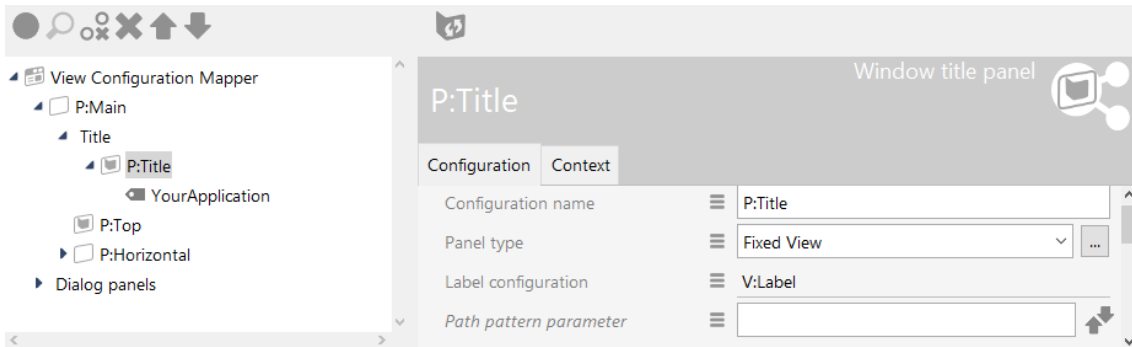 View Configuration Mapper
P:Main
Title
P:Title
YourApplication
P:Top
P:Horizontal
Dialog panels
Window title panel
P:Title
Configuration Context
Configuration name P:Title
Panel type Fixed View ...
Label configuration V:Label
Path pattern parameter